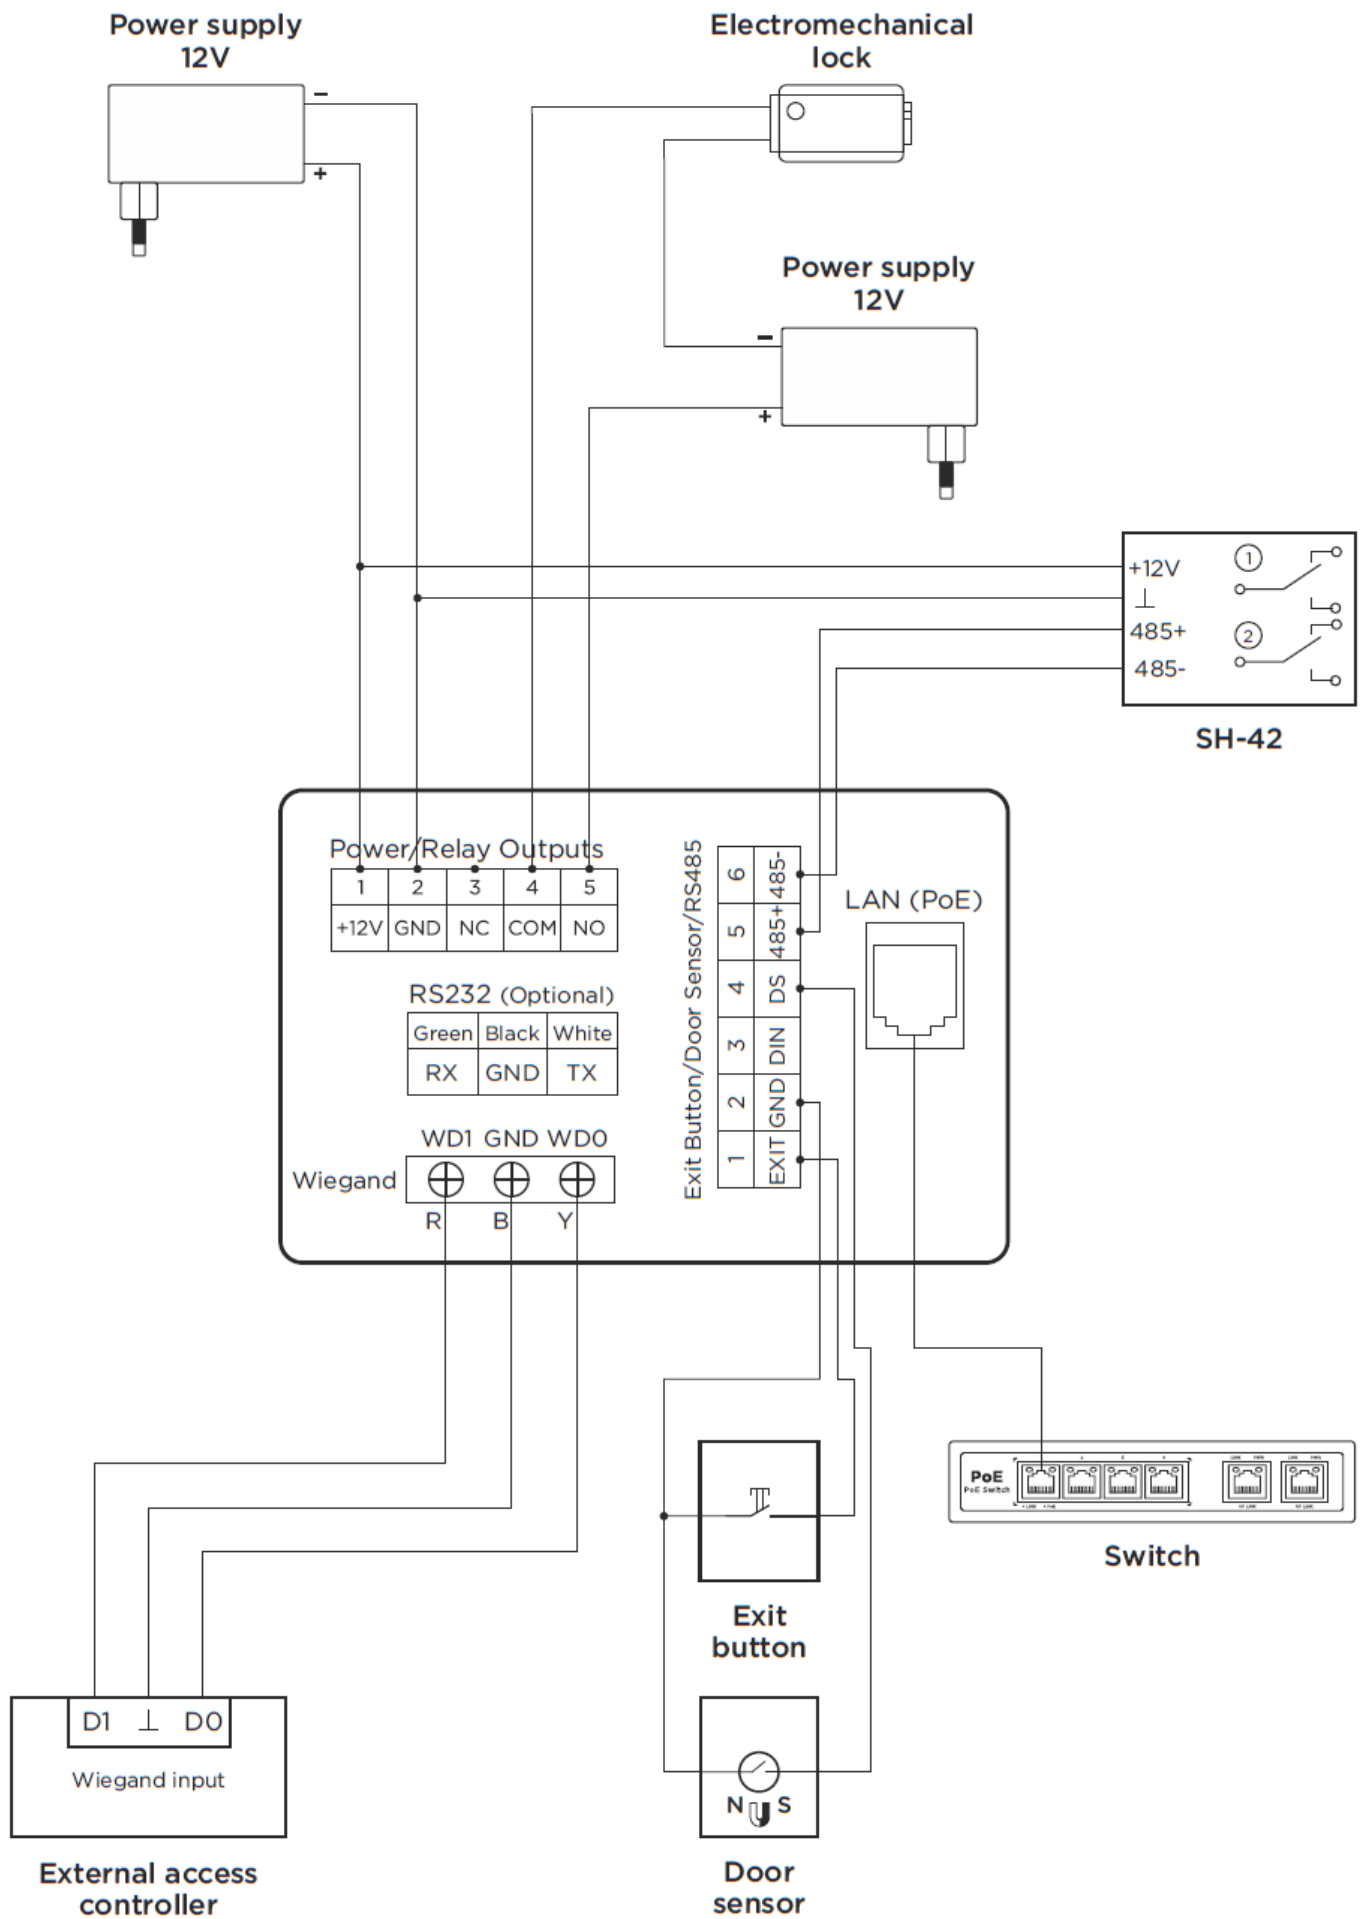 Power supply
12V
−
+
Electromechanical
lock
Power supply
12V
−
+
+12V
⊥
485+
485-
1
2
SH-42
Power/Relay Outputs
1 2 3 4 5
+12V GND NC COM NO
RS232 (Optional)
Green Black White
RX GND TX
WD1 GND WD0
Wiegand
R B Y
Exit Button/Door Sensor/RS485
6 485-
5 485+
4 DS
3 DIN
2 GND
1 EXIT
LAN (PoE)
PoE
PoE Switch
Switch
Exit
button
N S
Door
sensor
D1 ⊥ D0
Wiegand input
External access
controller